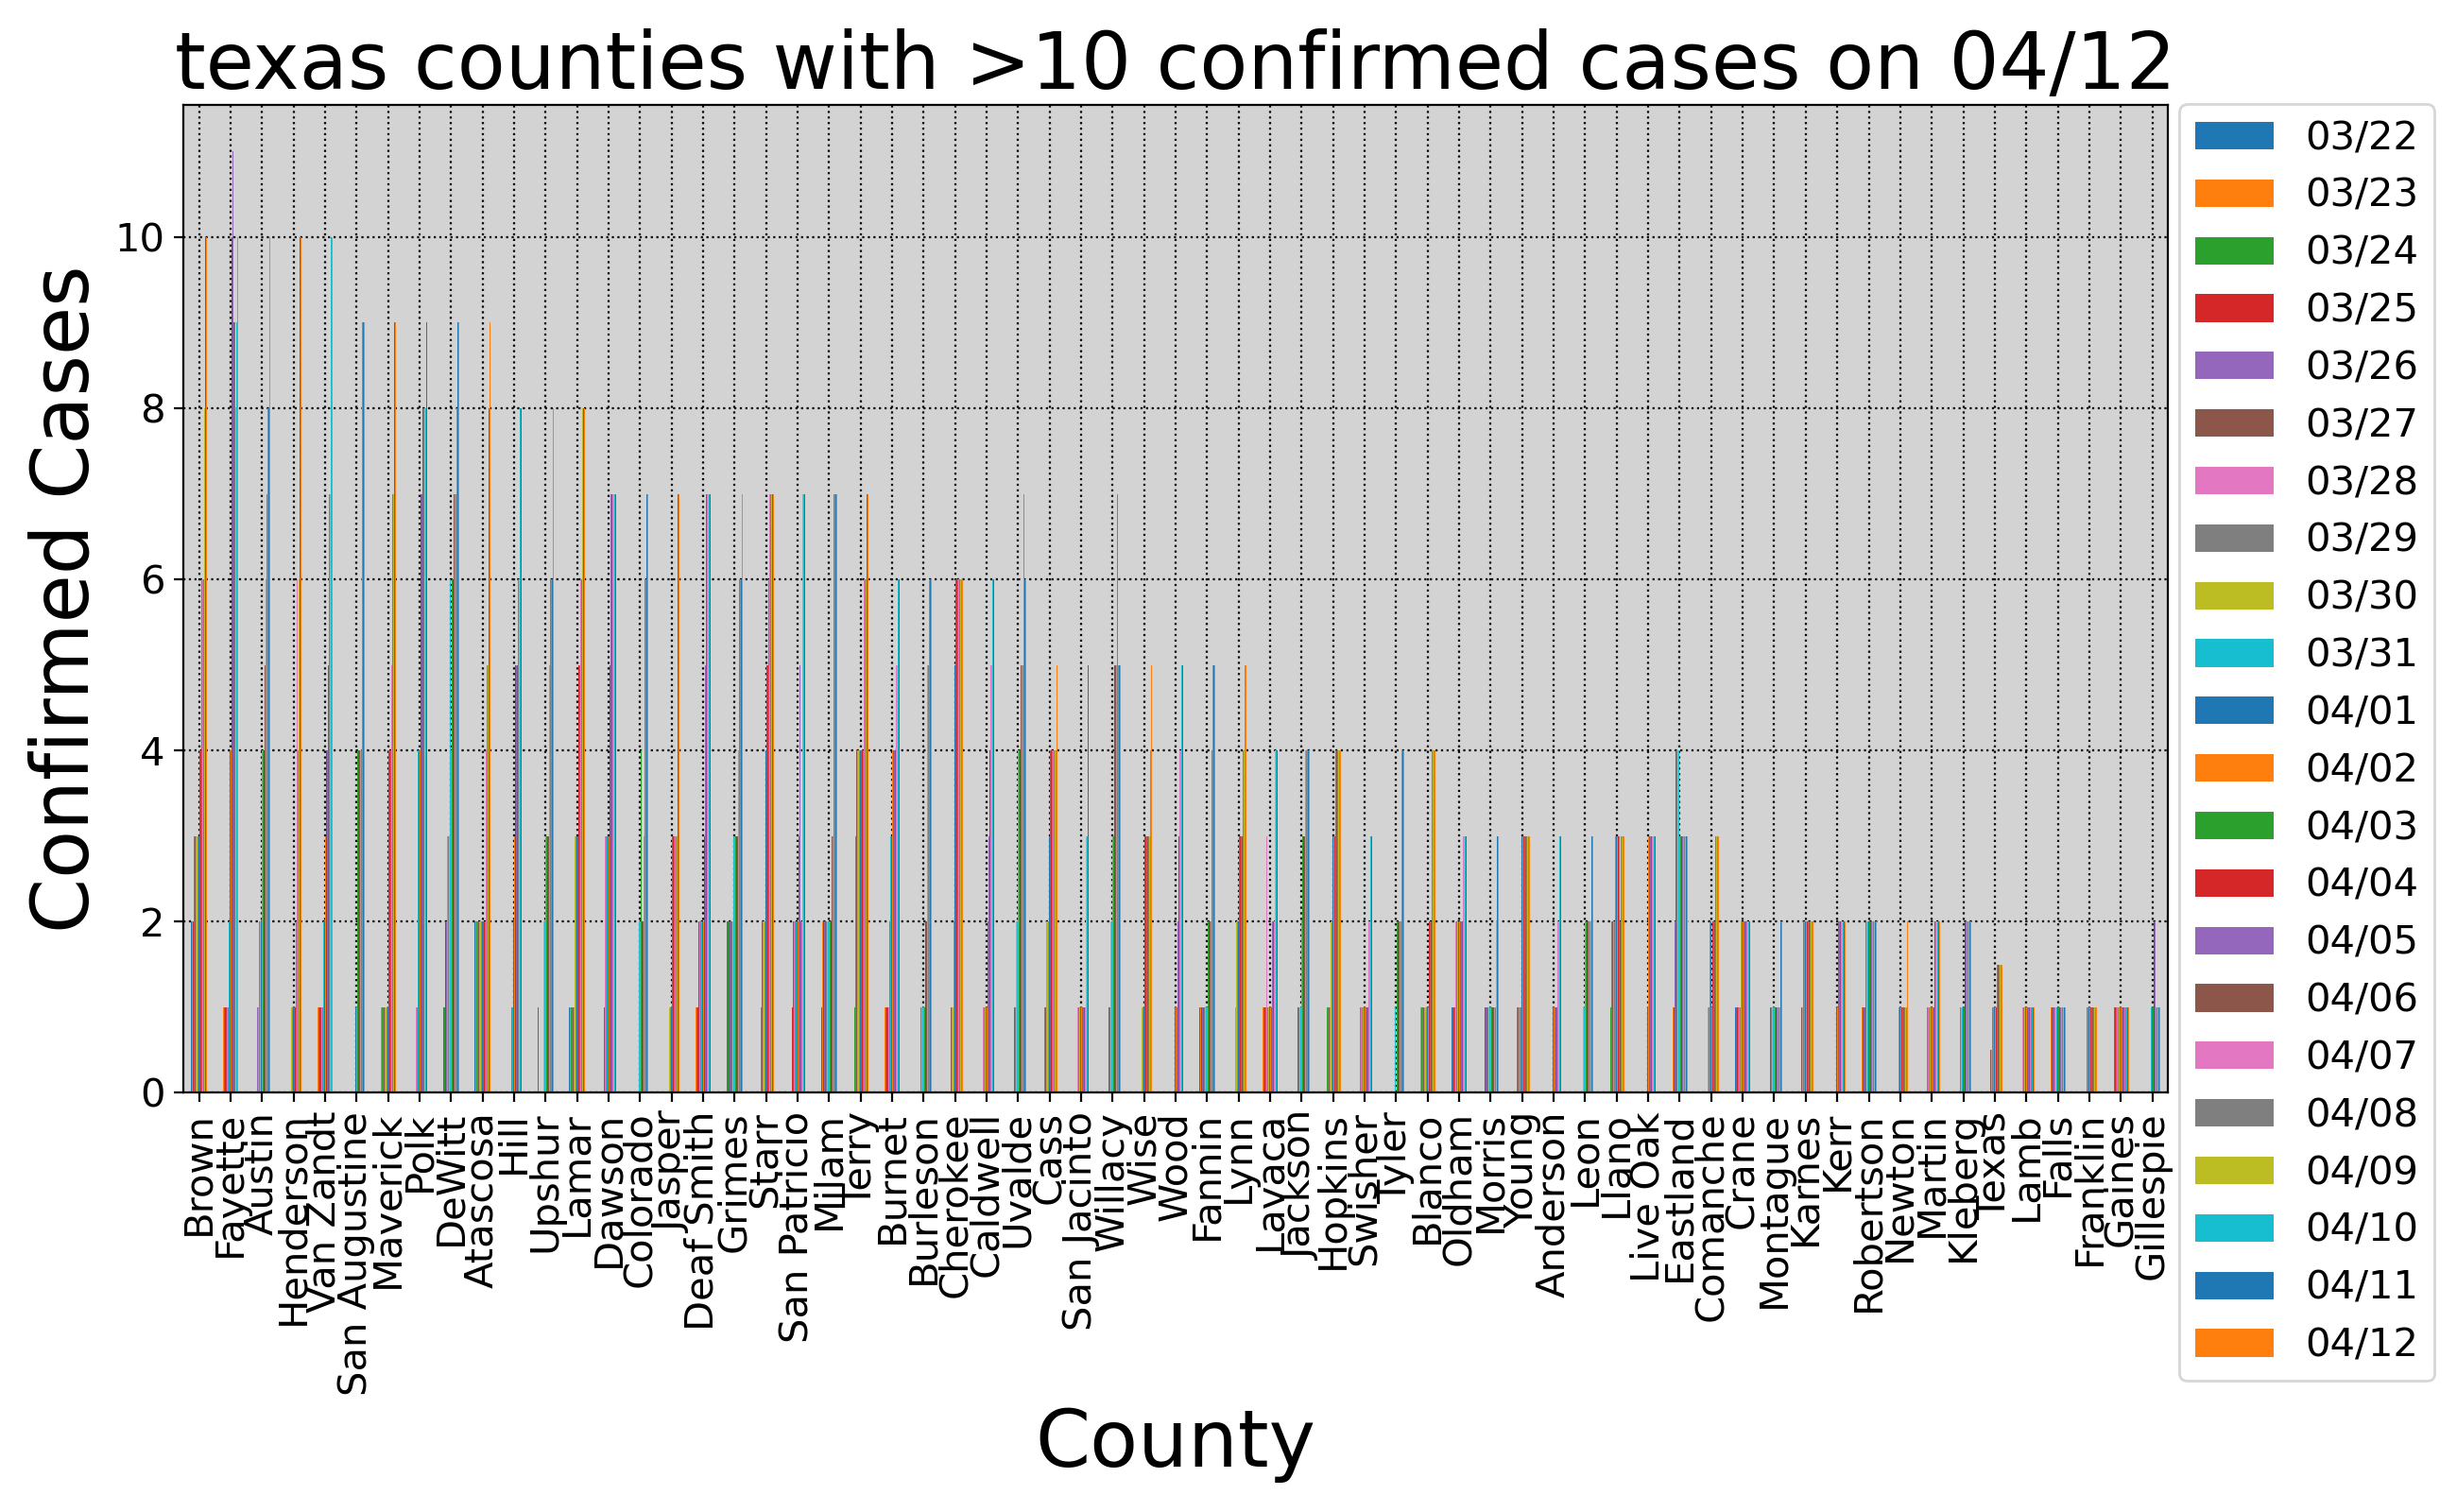 texas counties with >10 confirmed cases on 04/12
Confirmed Cases
10
8
6
4
2
0
Brown
Fayette
Austin
Henderson
Van Zandt
San Augustine
Maverick
Polk
DeWitt
Atascosa
Hill
Upshur
Lamar
Dawson
Colorado
Jasper
Deaf Smith
Grimes
Starr
San Patricio
Milam
Terry
Burnet
Burleson
Cherokee
Caldwell
Uvalde
Cass
San Jacinto
Willacy
Wise
Wood
Fannin
Lynn
Lavaca
Jackson
Hopkins
Swisher
Tyler
Blanco
Oldham
Morris
Young
Anderson
Leon
Llano
Live Oak
Eastland
Comanche
Crane
Montague
Karnes
Kerr
Robertson
Newton
Martin
Kleberg
Texas
Lamb
Falls
Franklin
Gaines
Gillespie
County
03/22
03/23
03/24
03/25
03/26
03/27
03/28
03/29
03/30
03/31
04/01
04/02
04/03
04/04
04/05
04/06
04/07
04/08
04/09
04/10
04/11
04/12